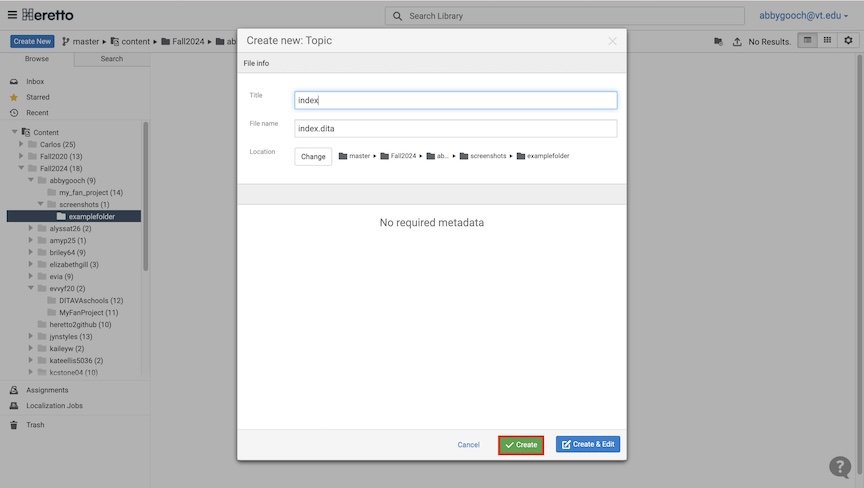 Heretto
Search Library
abbygooch@vt.edu
Create New
master
content
Fall2024
ab
No Results.
Browse
Search
Inbox
Starred
Recent
Content
Carlos (25)
Fall2020 (13)
Fall2024 (18)
abbygooch (9)
my_fan_project (14)
screenshots (1)
examplefolder
alyssat26 (2)
amyp25 (1)
briley64 (9)
elizabethgill (3)
evia (9)
evvyf20 (2)
DITAVAschools (12)
MyFanProject (11)
heretto2github (10)
jynstyles (13)
kaileyw (2)
kateellis5036 (2)
kcstone04 (10)
Assignments
Localization Jobs
Trash
Create new: Topic
File info
Title
index
File name
index.dita
Location
Change
master
Fall2024
ab...
screenshots
examplefolder
No required metadata
Cancel
Create
Create & Edit
?